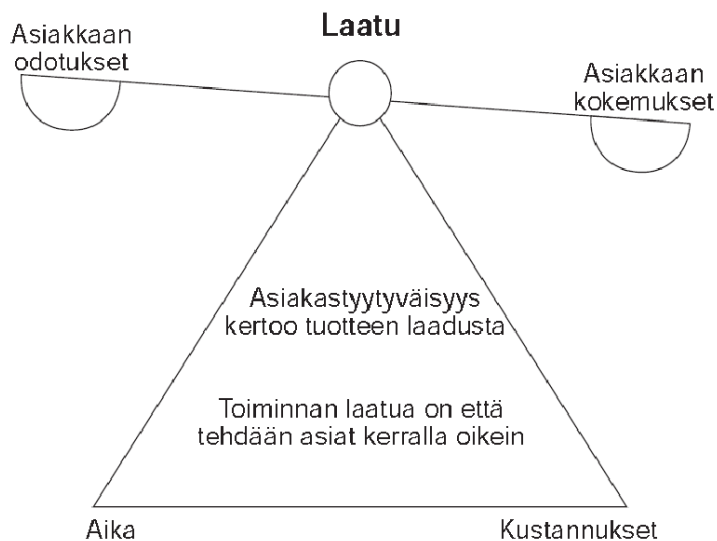 Laatu
Asiakkaan
odotukset
Asiakkaan
kokemukset
Asiakastyytyväisyys
kertoo tuotteen laadusta
Toiminnan laatua on että
tehdään asiat kerralla oikein
Aika
Kustannukset